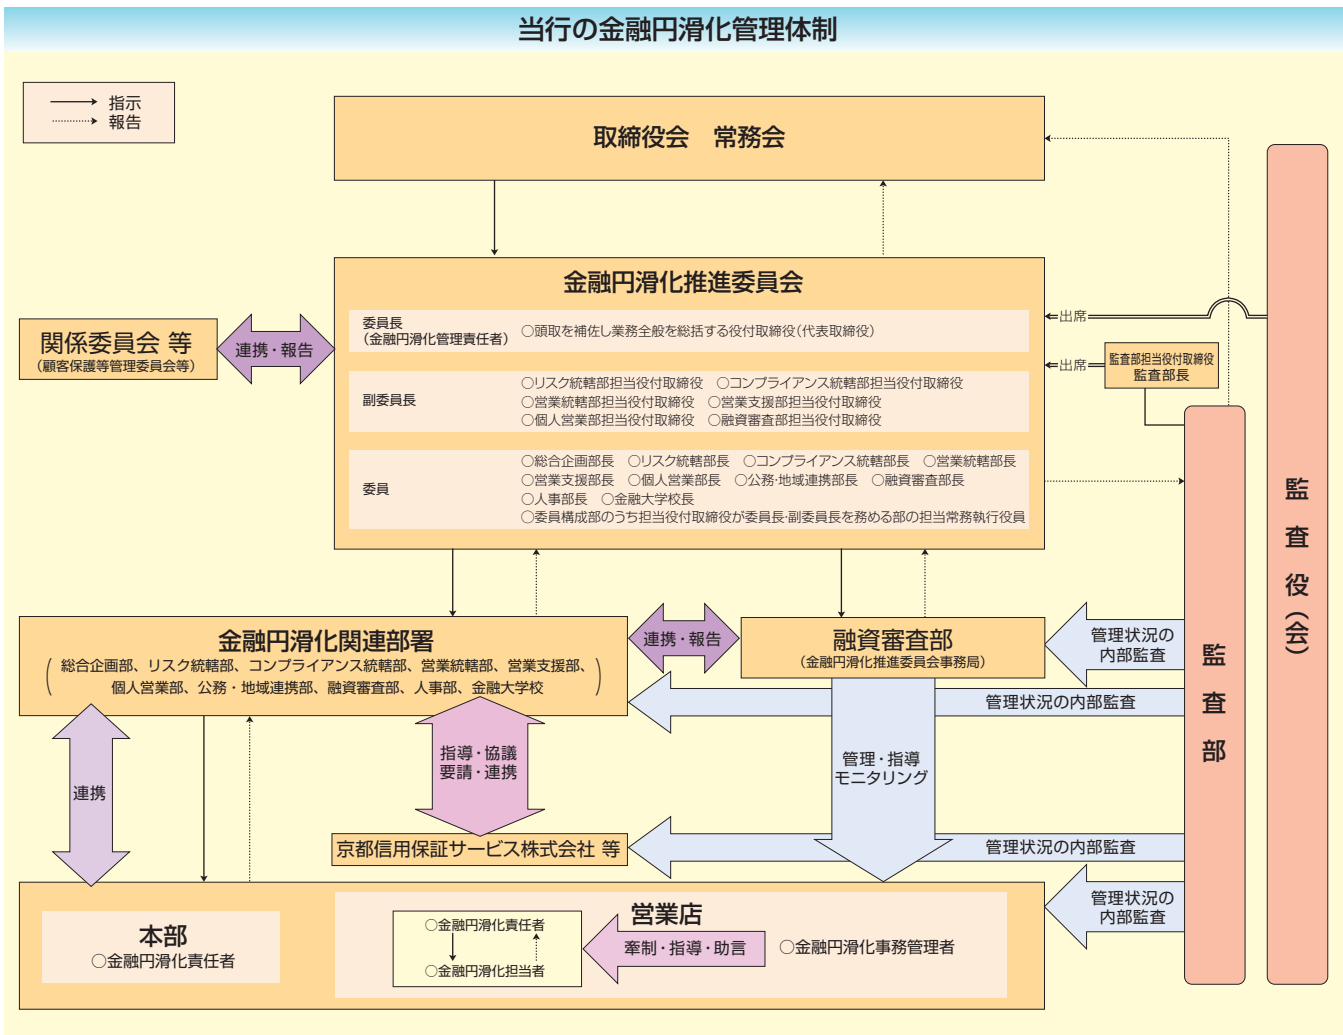 当行の金融円滑化管理体制
指示
報告
取締役会　常務会
金融円滑化推進委員会
委員長
(金融円滑化管理責任者)
○頭取を補佐し業務全般を総括する役付取締役(代表取締役)
副委員長
○リスク統轄部担当役付取締役　○コンプライアンス統轄部担当役付取締役
○営業統轄部担当役付取締役　○営業支援部担当役付取締役
○個人営業部担当役付取締役　○融資審査部担当役付取締役
委員
○総合企画部長　○リスク統轄部長　○コンプライアンス統轄部長　○営業統轄部長
○営業支援部長　○個人営業部長　○公務・地域連携部長　○融資審査部長
○人事部長　○金融大学校長
○委員構成部のうち担当役付取締役が委員長・副委員長を務める部の担当常務執行役員
関係委員会 等
(顧客保護等管理委員会等)
連携・報告
出席
出席
監査部担当役付取締役
監査部長
監査役(会)
監査部
金融円滑化関連部署
(総合企画部、リスク統轄部、コンプライアンス統轄部、営業統轄部、営業支援部、
個人営業部、公務・地域連携部、融資審査部、人事部、金融大学校)
連携・報告
融資審査部
(金融円滑化推進委員会事務局)
管理状況の
内部監査
管理状況の内部監査
連携
指導・協議
要請・連携
管理・指導
モニタリング
京都信用保証サービス株式会社 等
管理状況の内部監査
管理状況の
内部監査
本部
○金融円滑化責任者
営業店
○金融円滑化責任者
○金融円滑化担当者
牽制・指導・助言
○金融円滑化事務管理者